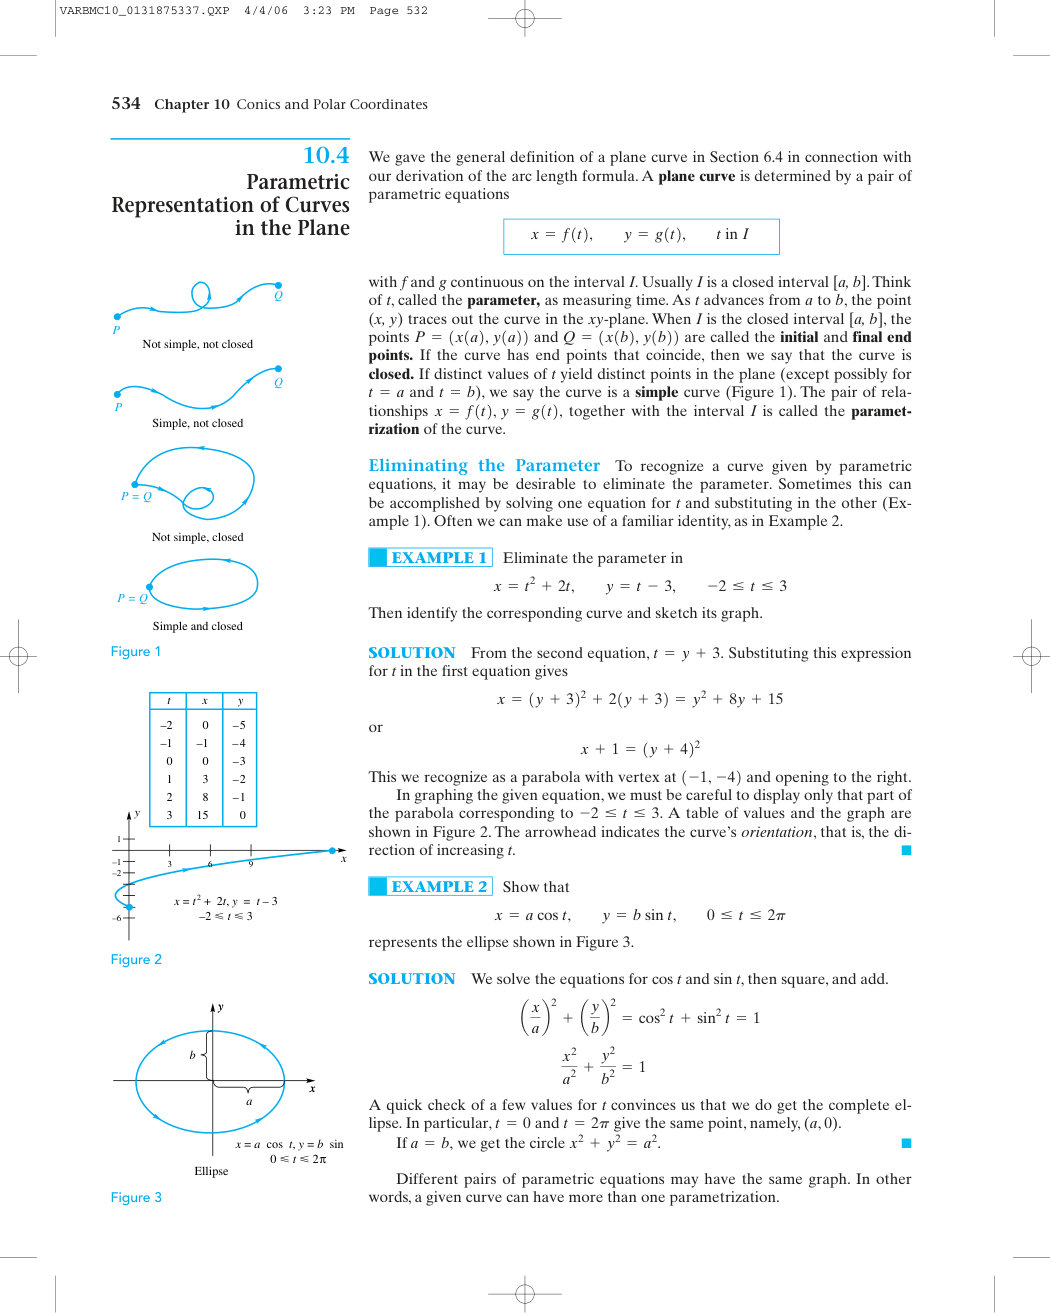 VARBMC10_0131875337.QXP 4/4/06 3:23 PM Page 532
534 Chapter 10 Conics and Polar Coordinates
10.4
Parametric
Representation of Curves
in the Plane
We gave the general definition of a plane curve in Section 6.4 in connection with
our derivation of the arc length formula. A plane curve is determined by a pair of
parametric equations
x = f(t), y = g(t), t in I
with f and g continuous on the interval I. Usually I is a closed interval [a, b]. Think
of t, called the parameter, as measuring time. As t advances from a to b, the point
(x, y) traces out the curve in the xy-plane. When I is the closed interval [a, b], the
points P = (x(a), y(a)) and Q = (x(b), y(b)) are called the initial and final end
points. If the curve has end points that coincide, then we say that the curve is
closed. If distinct values of t yield distinct points in the plane (except possibly for
t = a and t = b), we say the curve is a simple curve (Figure 1). The pair of rela-
tionships x = f(t), y = g(t), together with the interval I is called the paramet-
rization of the curve.
Eliminating the Parameter To recognize a curve given by parametric
equations, it may be desirable to eliminate the parameter. Sometimes this can
be accomplished by solving one equation for t and substituting in the other (Ex-
ample 1). Often we can make use of a familiar identity, as in Example 2.
EXAMPLE 1 Eliminate the parameter in
x = t² + 2t, y = t − 3, −2 ≤ t ≤ 3
Then identify the corresponding curve and sketch its graph.
SOLUTION From the second equation, t = y + 3. Substituting this expression
for t in the first equation gives
x = (y + 3)² + 2(y + 3) = y² + 8y + 15
or
x + 1 = (y + 4)²
This we recognize as a parabola with vertex at (−1, −4) and opening to the right.
In graphing the given equation, we must be careful to display only that part of
the parabola corresponding to −2 ≤ t ≤ 3. A table of values and the graph are
shown in Figure 2. The arrowhead indicates the curve's orientation, that is, the di-
rection of increasing t.
EXAMPLE 2 Show that
x = a cos t, y = b sin t, 0 ≤ t ≤ 2π
represents the ellipse shown in Figure 3.
SOLUTION We solve the equations for cos t and sin t, then square, and add.
(x/a)² + (y/b)² = cos² t + sin² t = 1
x²/a² + y²/b² = 1
A quick check of a few values for t convinces us that we do get the complete el-
lipse. In particular, t = 0 and t = 2π give the same point, namely, (a, 0).
If a = b, we get the circle x² + y² = a².
Different pairs of parametric equations may have the same graph. In other
words, a given curve can have more than one parametrization.
Q
P
Not simple, not closed
Q
P
Simple, not closed
P = Q
Not simple, closed
P = Q
Simple and closed
Figure 1
t x y
–2 0 –5
–1 –1 –4
0 0 –3
1 3 –2
2 8 –1
3 15 0
y
1
–1
–2
–6
3 6 9 x
x = t² + 2t, y = t – 3
–2 ≤ t ≤ 3
Figure 2
y
b
x
a
x = a cos t, y = b sin
0 ≤ t ≤ 2π
Ellipse
Figure 3